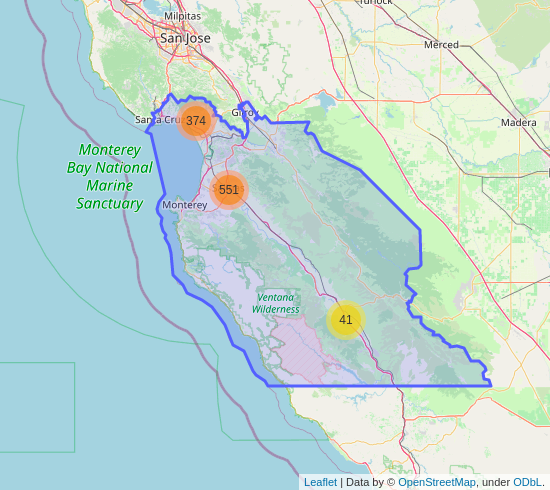 Turlock
Milpitas
San Jose
Merced
Madera
Gilroy
Santa Cruz
374
Monterey
Bay National
Marine
Sanctuary
551
Monterey
Ventana
Wilderness
41
Leaflet | Data by © OpenStreetMap, under ODbL.